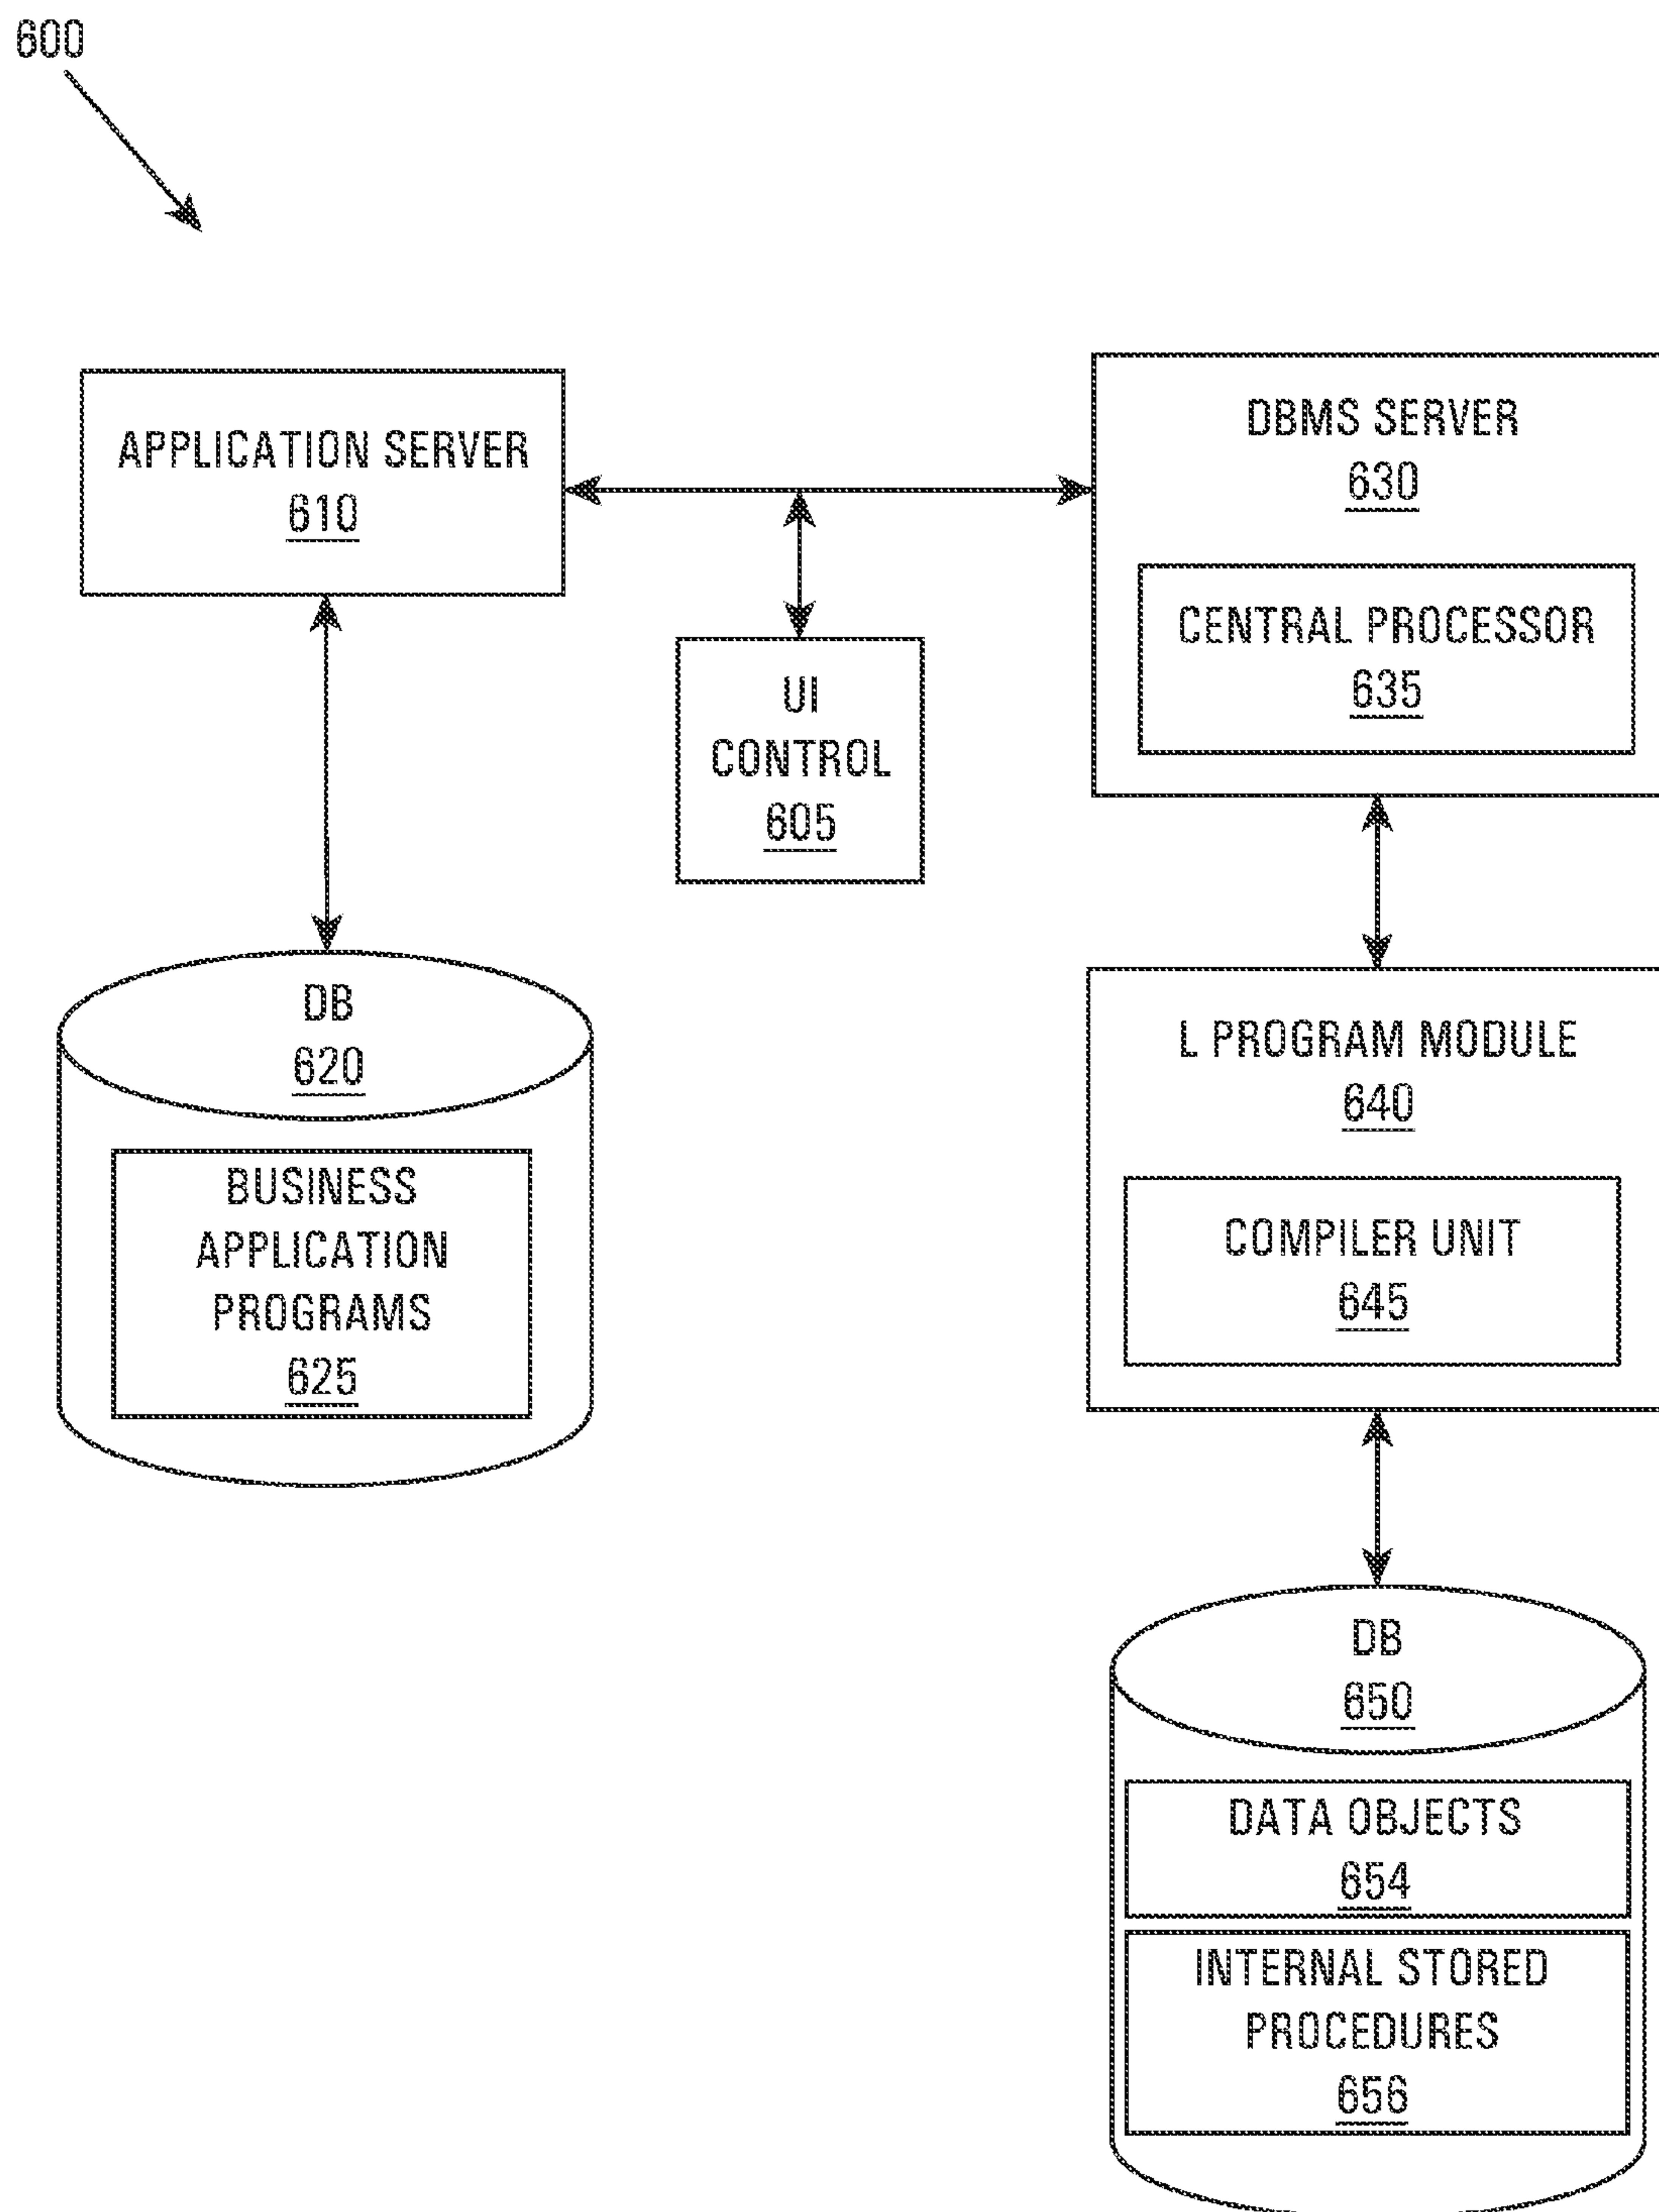 600
APPLICATION SERVER
610
DBMS SERVER
630
CENTRAL PROCESSOR
635
UI
CONTROL
605
DB
620
BUSINESS
APPLICATION
PROGRAMS
625
L PROGRAM MODULE
640
COMPILER UNIT
645
DB
650
DATA OBJECTS
654
INTERNAL STORED
PROCEDURES
656